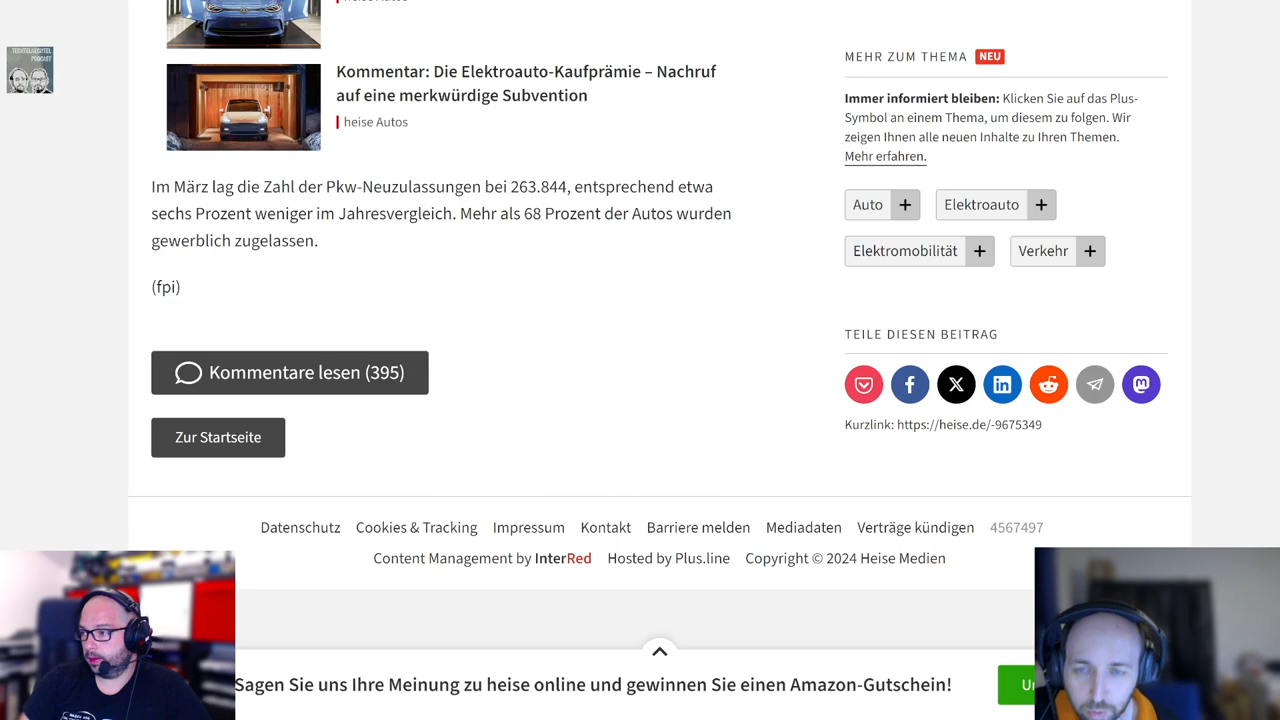 heise Autos
Kommentar: Die Elektroauto-Kaufprämie – Nachruf
auf eine merkwürdige Subvention
heise Autos
Im März lag die Zahl der Pkw-Neuzulassungen bei 263.844, entsprechend etwa
sechs Prozent weniger im Jahresvergleich. Mehr als 68 Prozent der Autos wurden
gewerblich zugelassen.
(fpi)
Kommentare lesen (395)
Zur Startseite
MEHR ZUM THEMA NEU
Immer informiert bleiben: Klicken Sie auf das Plus-
Symbol an einem Thema, um diesem zu folgen. Wir
zeigen Ihnen alle neuen Inhalte zu Ihren Themen.
Mehr erfahren.
Auto +
Elektroauto +
Elektromobilität +
Verkehr +
TEILE DIESEN BEITRAG
Kurzlink: https://heise.de/-9675349
Datenschutz Cookies & Tracking Impressum Kontakt Barriere melden Mediadaten Verträge kündigen 4567497
Content Management by InterRed Hosted by Plus.line Copyright © 2024 Heise Medien
Sagen Sie uns Ihre Meinung zu heise online und gewinnen Sie einen Amazon-Gutschein!
TECHTELMECHTEL
PODCAST